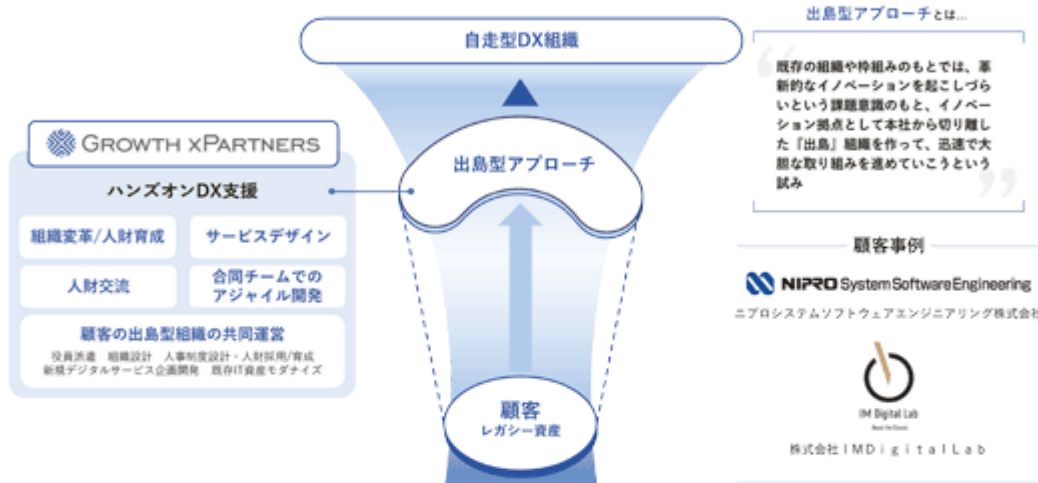 自走型DX組織
出島型アプローチ
顧客
レガシー資産
GROWTH XPARTNERS
ハンズオンDX支援
組織変革/人財育成
サービスデザイン
人財交流
合同チームでの
アジャイル開発
顧客の出島型組織の共同運営
役員派遣 組織設計 人事制度設計・人財採用/育成
新規デジタルサービス企画開発 既存IT資産モダナイズ
出島型アプローチとは...
既存の組織や枠組みのもとでは、革
新的なイノベーションを起こしづら
いという課題意識のもと、イノベー
ション拠点として本社から切り離し
た『出島』組織を作って、迅速で大
胆な取り組みを進めていこうという
試み
顧客事例
NIPRO System Software Engineering
ニプロシステムソフトウェアエンジニアリング株式会社
IM Digital Lab
株式会社ＩＭＤｉｇｉｔａｌＬａｂ